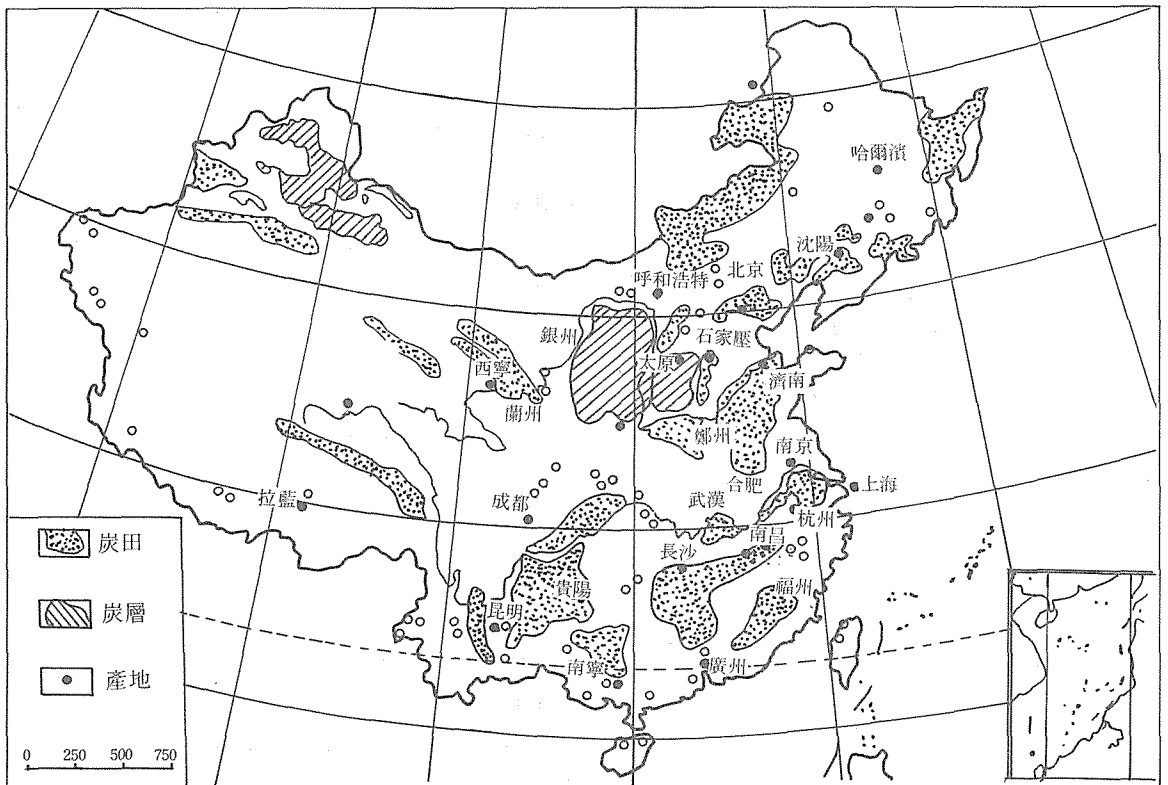 哈爾濱
沈陽
北京
呼和浩特
銀州
石家壓
太原
西寧
濟南
蘭州
鄭州
南京
合肥
上海
成都
武漢
拉藍
杭州
南昌
長沙
貴陽
福州
昆明
南寧
廣州
炭田
炭層
產地
0 250 500 750